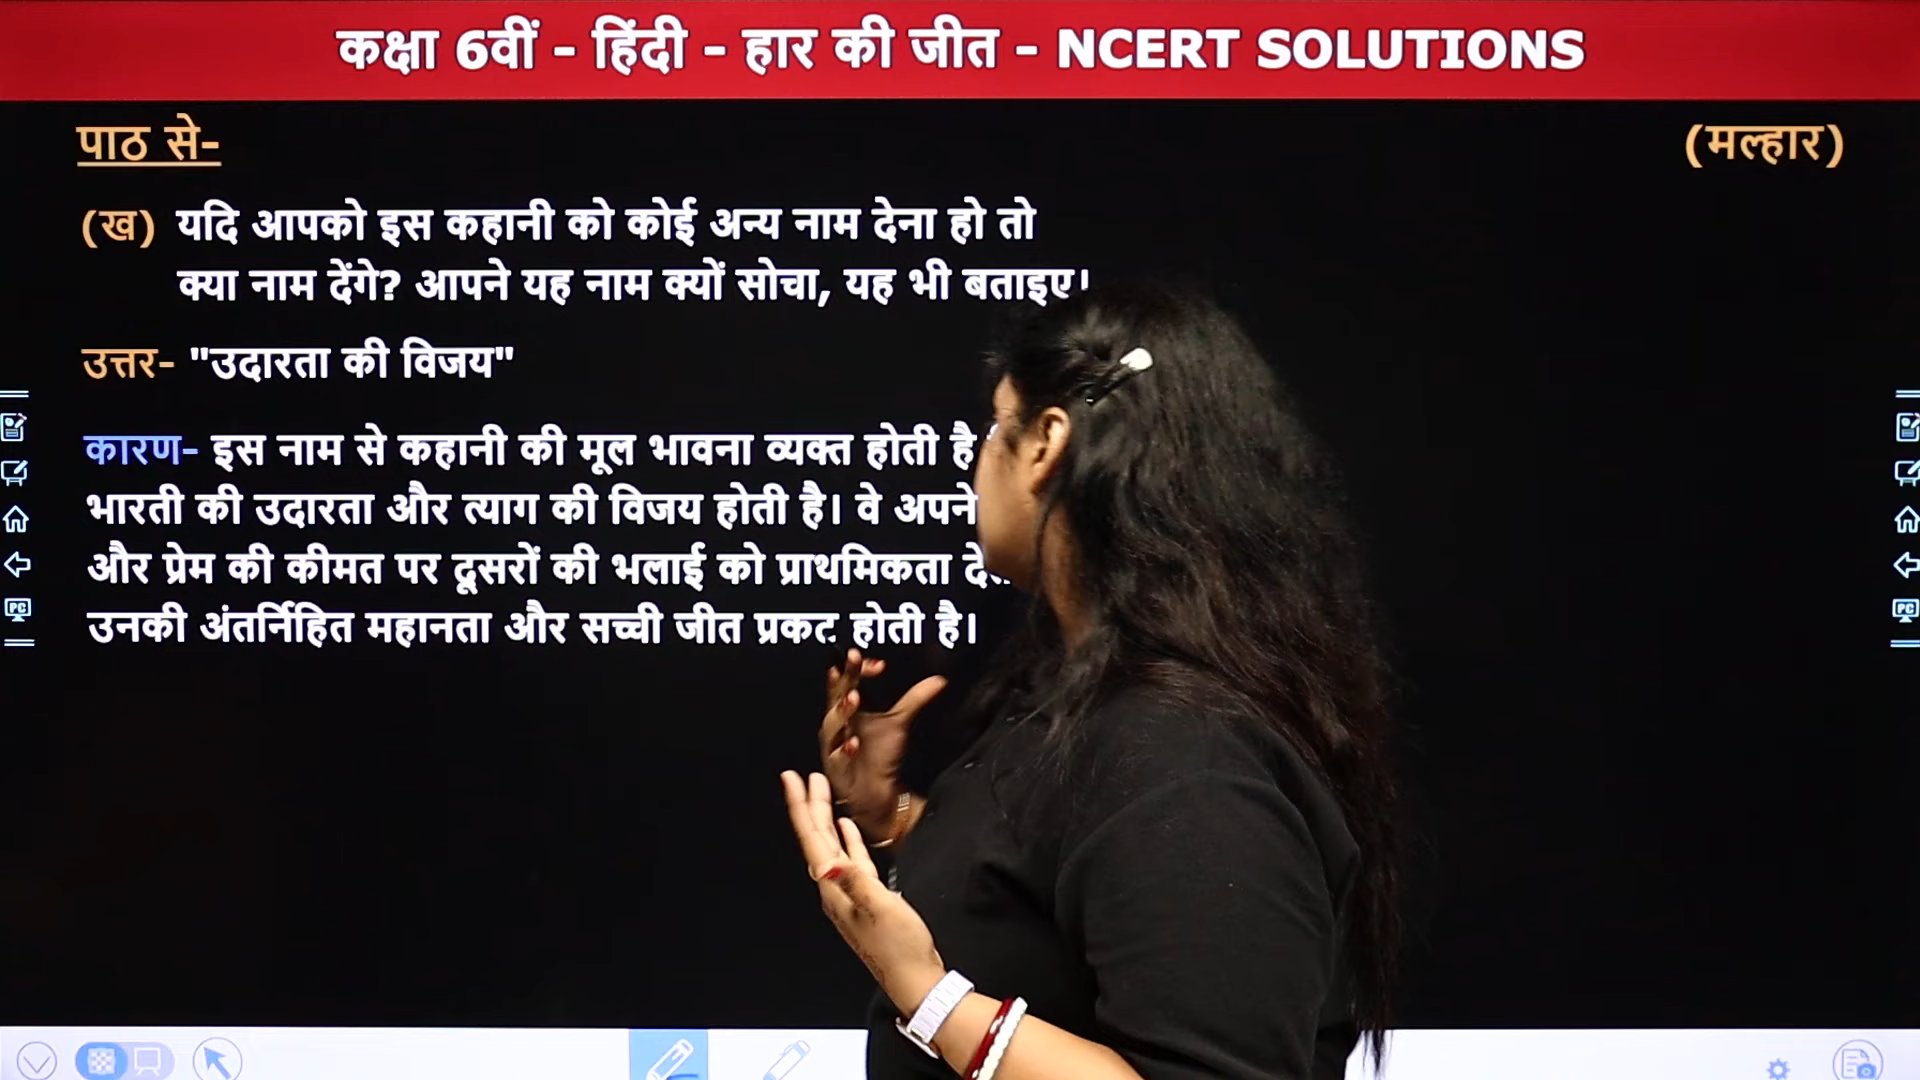 कक्षा 6वीं - हिंदी - हार की जीत - NCERT SOLUTIONS
पाठ से-
(मल्हार)
(ख) यदि आपको इस कहानी को कोई अन्य नाम देना हो तो
क्या नाम देंगे? आपने यह नाम क्यों सोचा, यह भी बताइए।
उत्तर- "उदारता की विजय"
कारण- इस नाम से कहानी की मूल भावना व्यक्त होती है
भारती की उदारता और त्याग की विजय होती है। वे अपने
और प्रेम की कीमत पर दूसरों की भलाई को प्राथमिकता
उनकी अंतर्निहित महानता और सच्ची जीत प्रकट होती है।
PC
PC